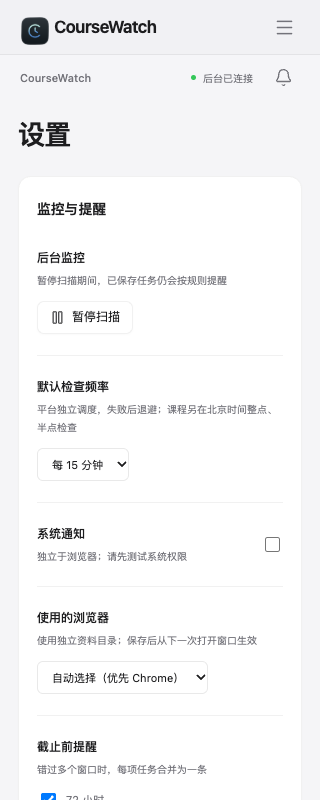 CourseWatch
CourseWatch
后台已连接
设置
监控与提醒
后台监控
暂停扫描期间，已保存任务仍会按规则提醒
暂停扫描
默认检查频率
平台独立调度，失败后退避；课程另在北京时间整点、
半点检查
每 15 分钟
系统通知
独立于浏览器；请先测试系统权限
使用的浏览器
使用独立资料目录；保存后从下一次打开窗口生效
自动选择（优先 Chrome）
截止前提醒
错过多个窗口时，每项任务合并为一条
72 小时